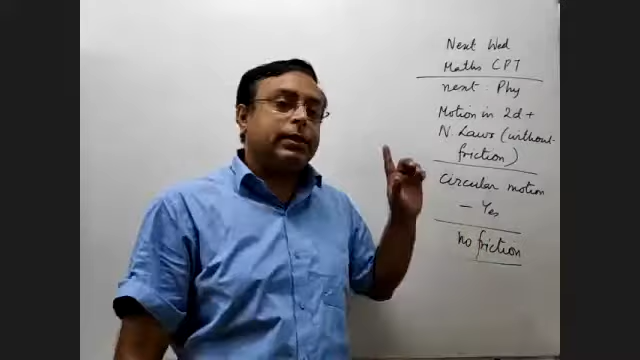 Next Wed
Maths CPT
next : Phy
Motion in 2d +
N. Laws (without
friction)
Circular motion
– Yes
no friction